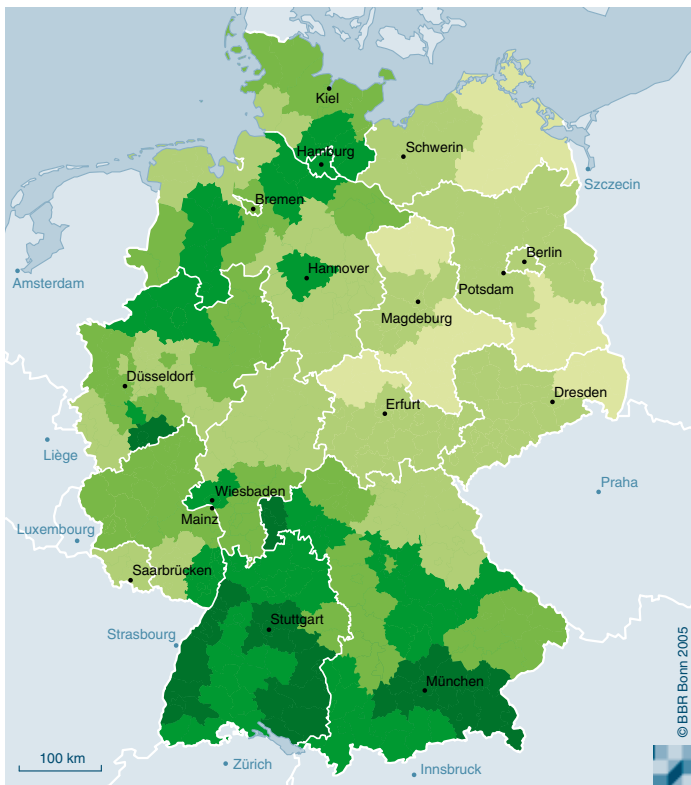 Kiel
Schwerin
Hamburg
Szczecin
Bremen
Berlin
Hannover
Amsterdam
Potsdam
Magdeburg
Düsseldorf
Dresden
Erfurt
Liège
Praha
Wiesbaden
Mainz
Luxembourg
Saarbrücken
Stuttgart
Strasbourg
München
© BBR Bonn 2005
100 km
Zürich
Innsbruck